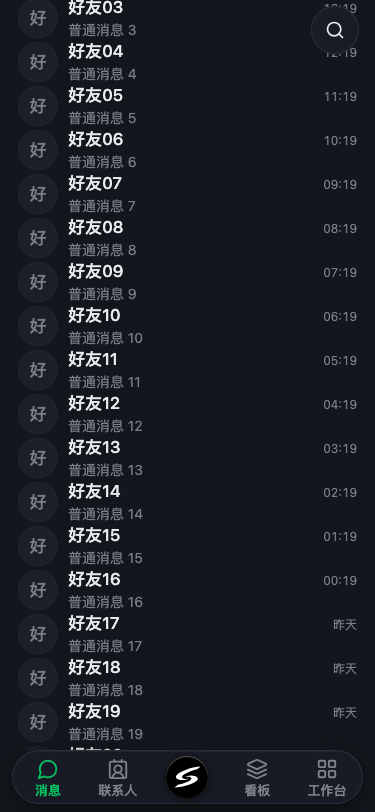 好 好友03
普通消息 3
好 好友04 12:19
普通消息 4
好 好友05 11:19
普通消息 5
好 好友06 10:19
普通消息 6
好 好友07 09:19
普通消息 7
好 好友08 08:19
普通消息 8
好 好友09 07:19
普通消息 9
好 好友10 06:19
普通消息 10
好 好友11 05:19
普通消息 11
好 好友12 04:19
普通消息 12
好 好友13 03:19
普通消息 13
好 好友14 02:19
普通消息 14
好 好友15 01:19
普通消息 15
好 好友16 00:19
普通消息 16
好 好友17 昨天
普通消息 17
好 好友18 昨天
普通消息 18
好 好友19 昨天
普通消息 19
消息 联系人 看板 工作台